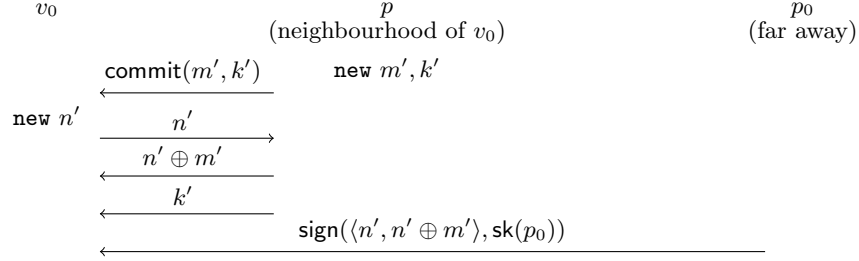 v₀ p p₀
(neighbourhood of v₀) (far away)
commit(m′, k′) new m′, k′
new n′
n′
n′ ⊕ m′
k′
sign(⟨n′, n′ ⊕ m′⟩, sk(p₀))